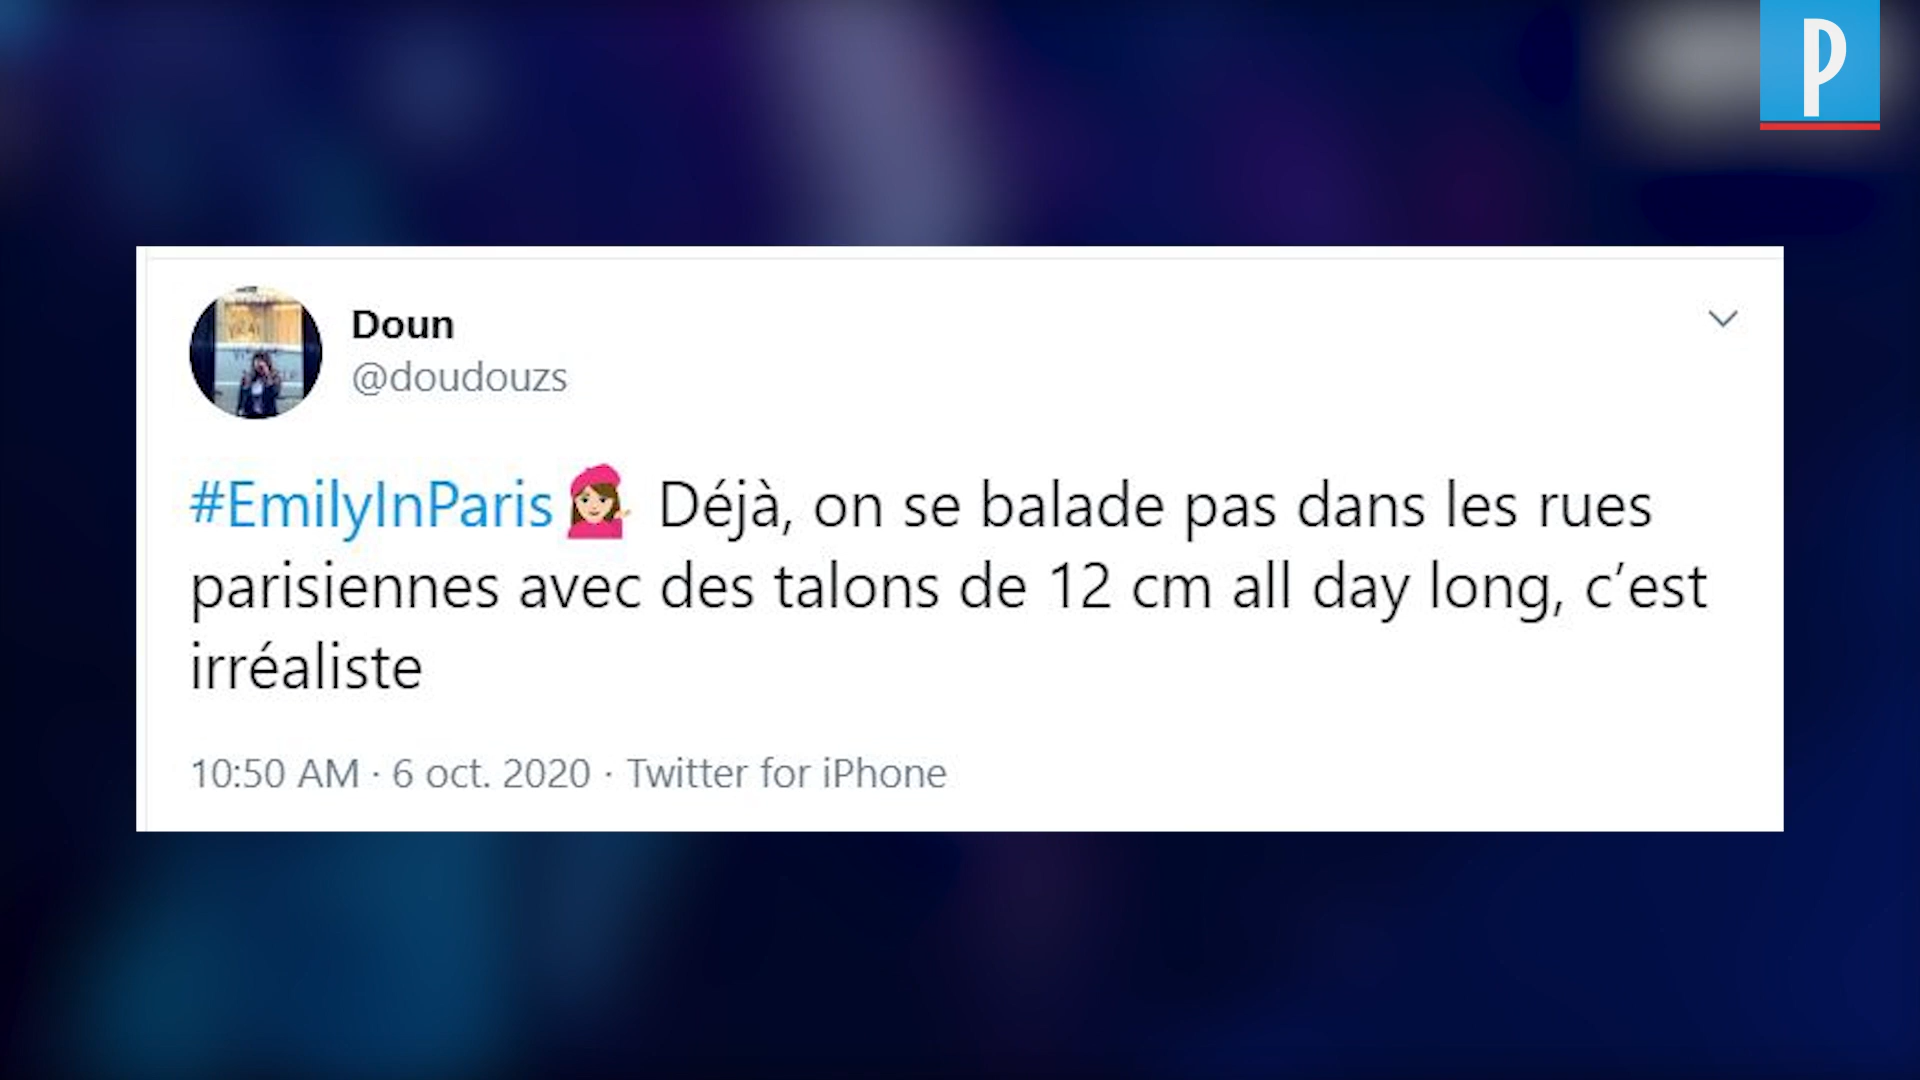 P
Doun
@doudouzs
#EmilyInParis Déjà, on se balade pas dans les rues
parisiennes avec des talons de 12 cm all day long, c’est
irréaliste
10:50 AM · 6 oct. 2020 · Twitter for iPhone